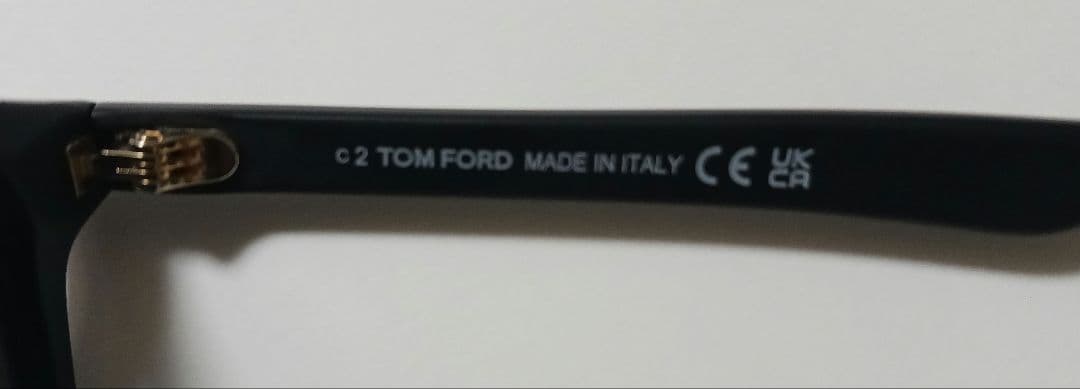 c2 TOM FORD MADE IN ITALY CE UK
CA